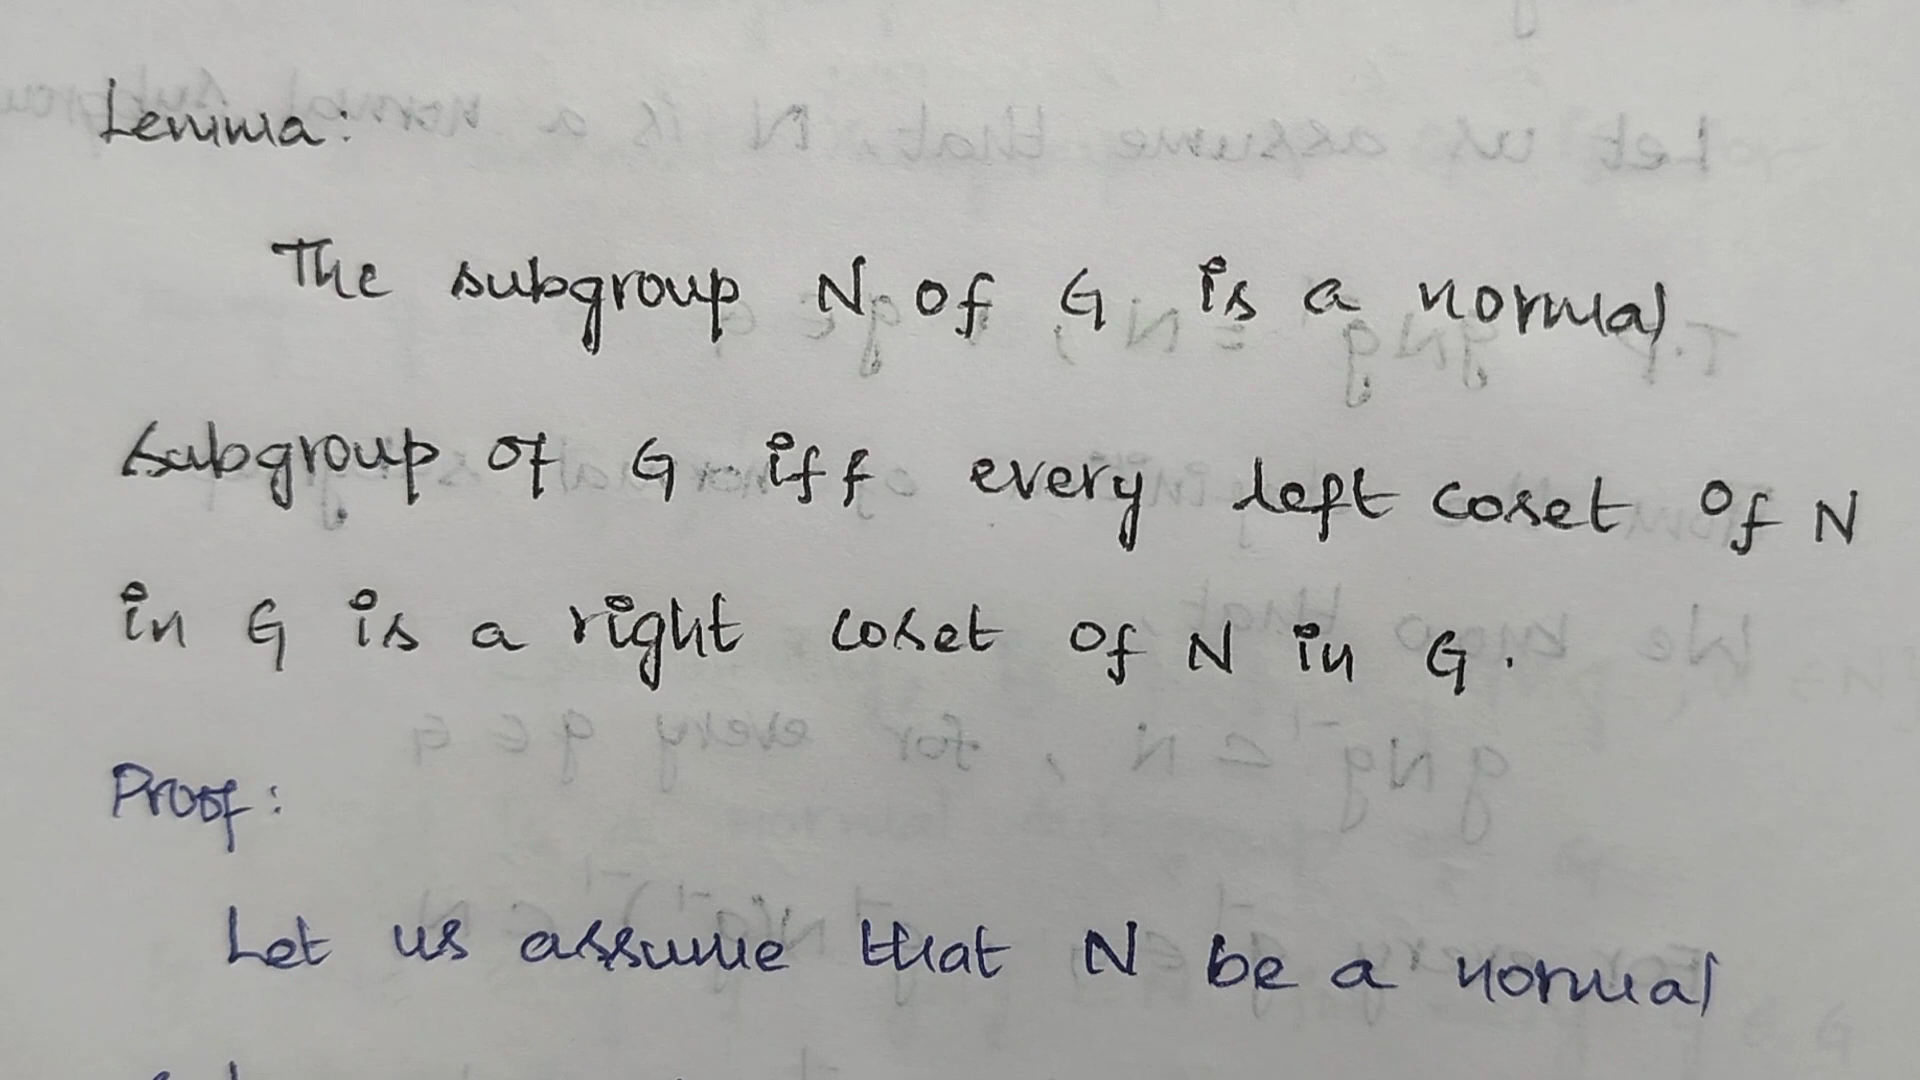 Lemma:
The subgroup N of G is a normal
subgroup of G iff every left coset of N
in G is a right coset of N in G.
Proof:
Let us assume that N be a normal